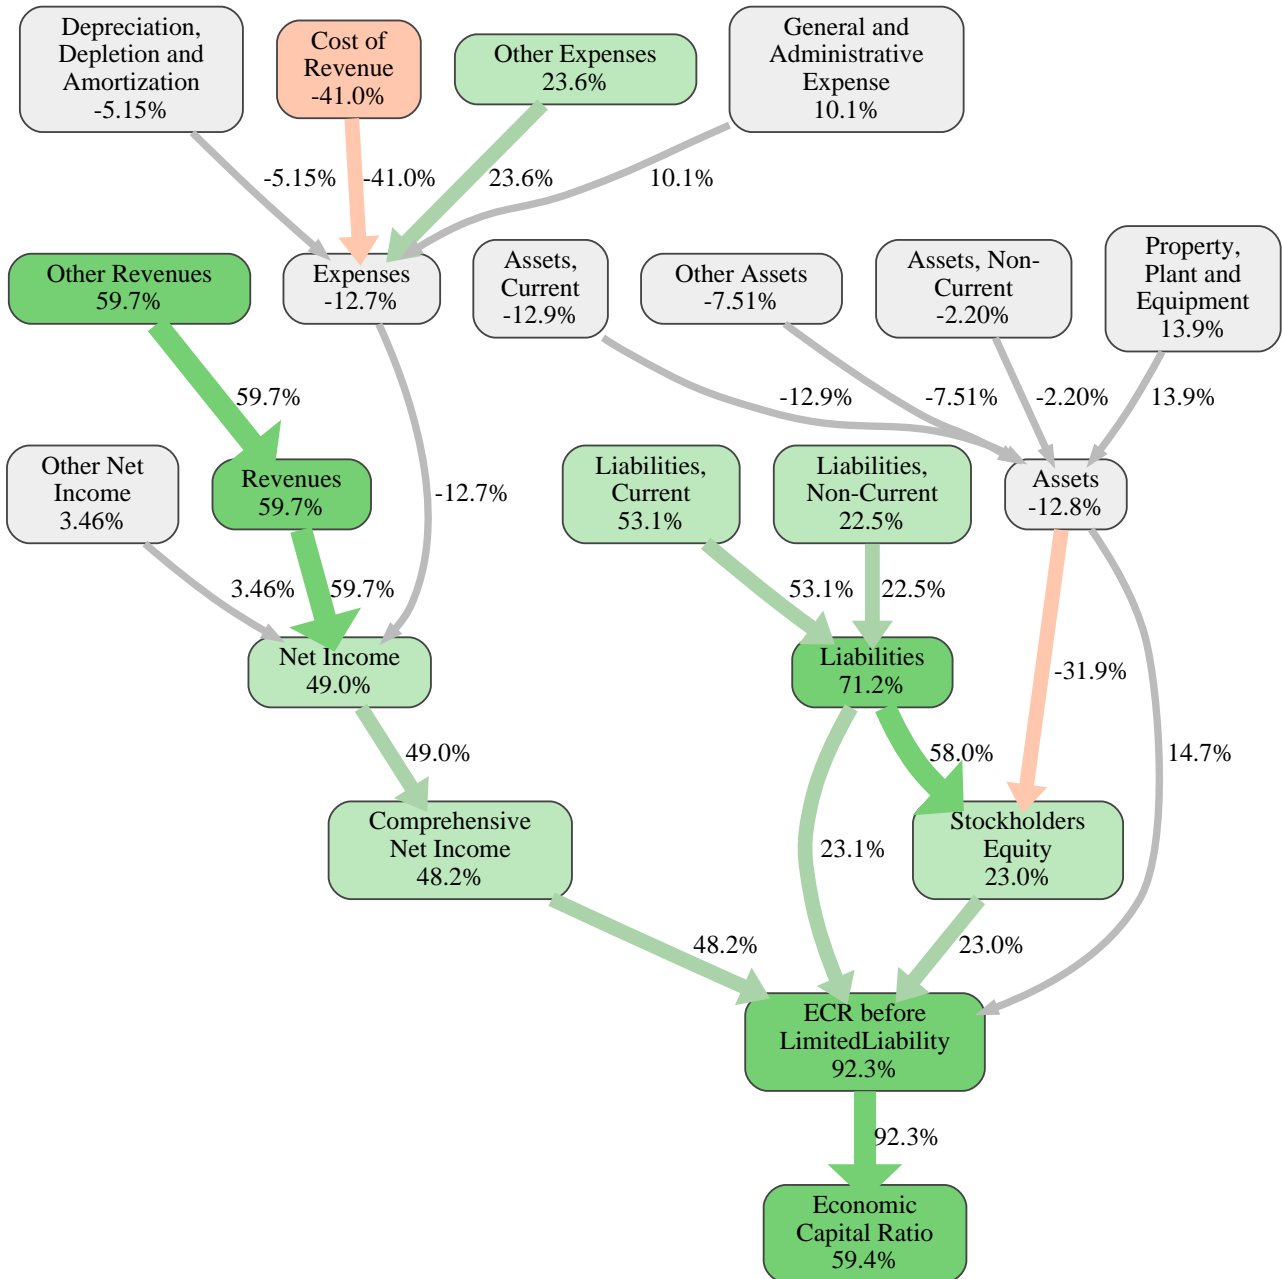 Depreciation,
Depletion and
Amortization
-5.15%
Cost of
Revenue
-41.0%
Other Expenses
23.6%
General and
Administrative
Expense
10.1%
-5.15%
-41.0%
23.6%
10.1%
Other Revenues
59.7%
Expenses
-12.7%
Assets,
Current
-12.9%
Other Assets
-7.51%
Assets, Non-
Current
-2.20%
Property,
Plant and
Equipment
13.9%
59.7%
-12.9%
-7.51%
-2.20%
13.9%
Other Net
Income
3.46%
Revenues
59.7%
-12.7%
Liabilities,
Current
53.1%
Liabilities,
Non-Current
22.5%
Assets
-12.8%
3.46%
59.7%
53.1%
22.5%
Net Income
49.0%
Liabilities
71.2%
-31.9%
49.0%
58.0%
14.7%
Comprehensive
Net Income
48.2%
23.1%
Stockholders
Equity
23.0%
48.2%
23.0%
ECR before
LimitedLiability
92.3%
92.3%
Economic
Capital Ratio
59.4%